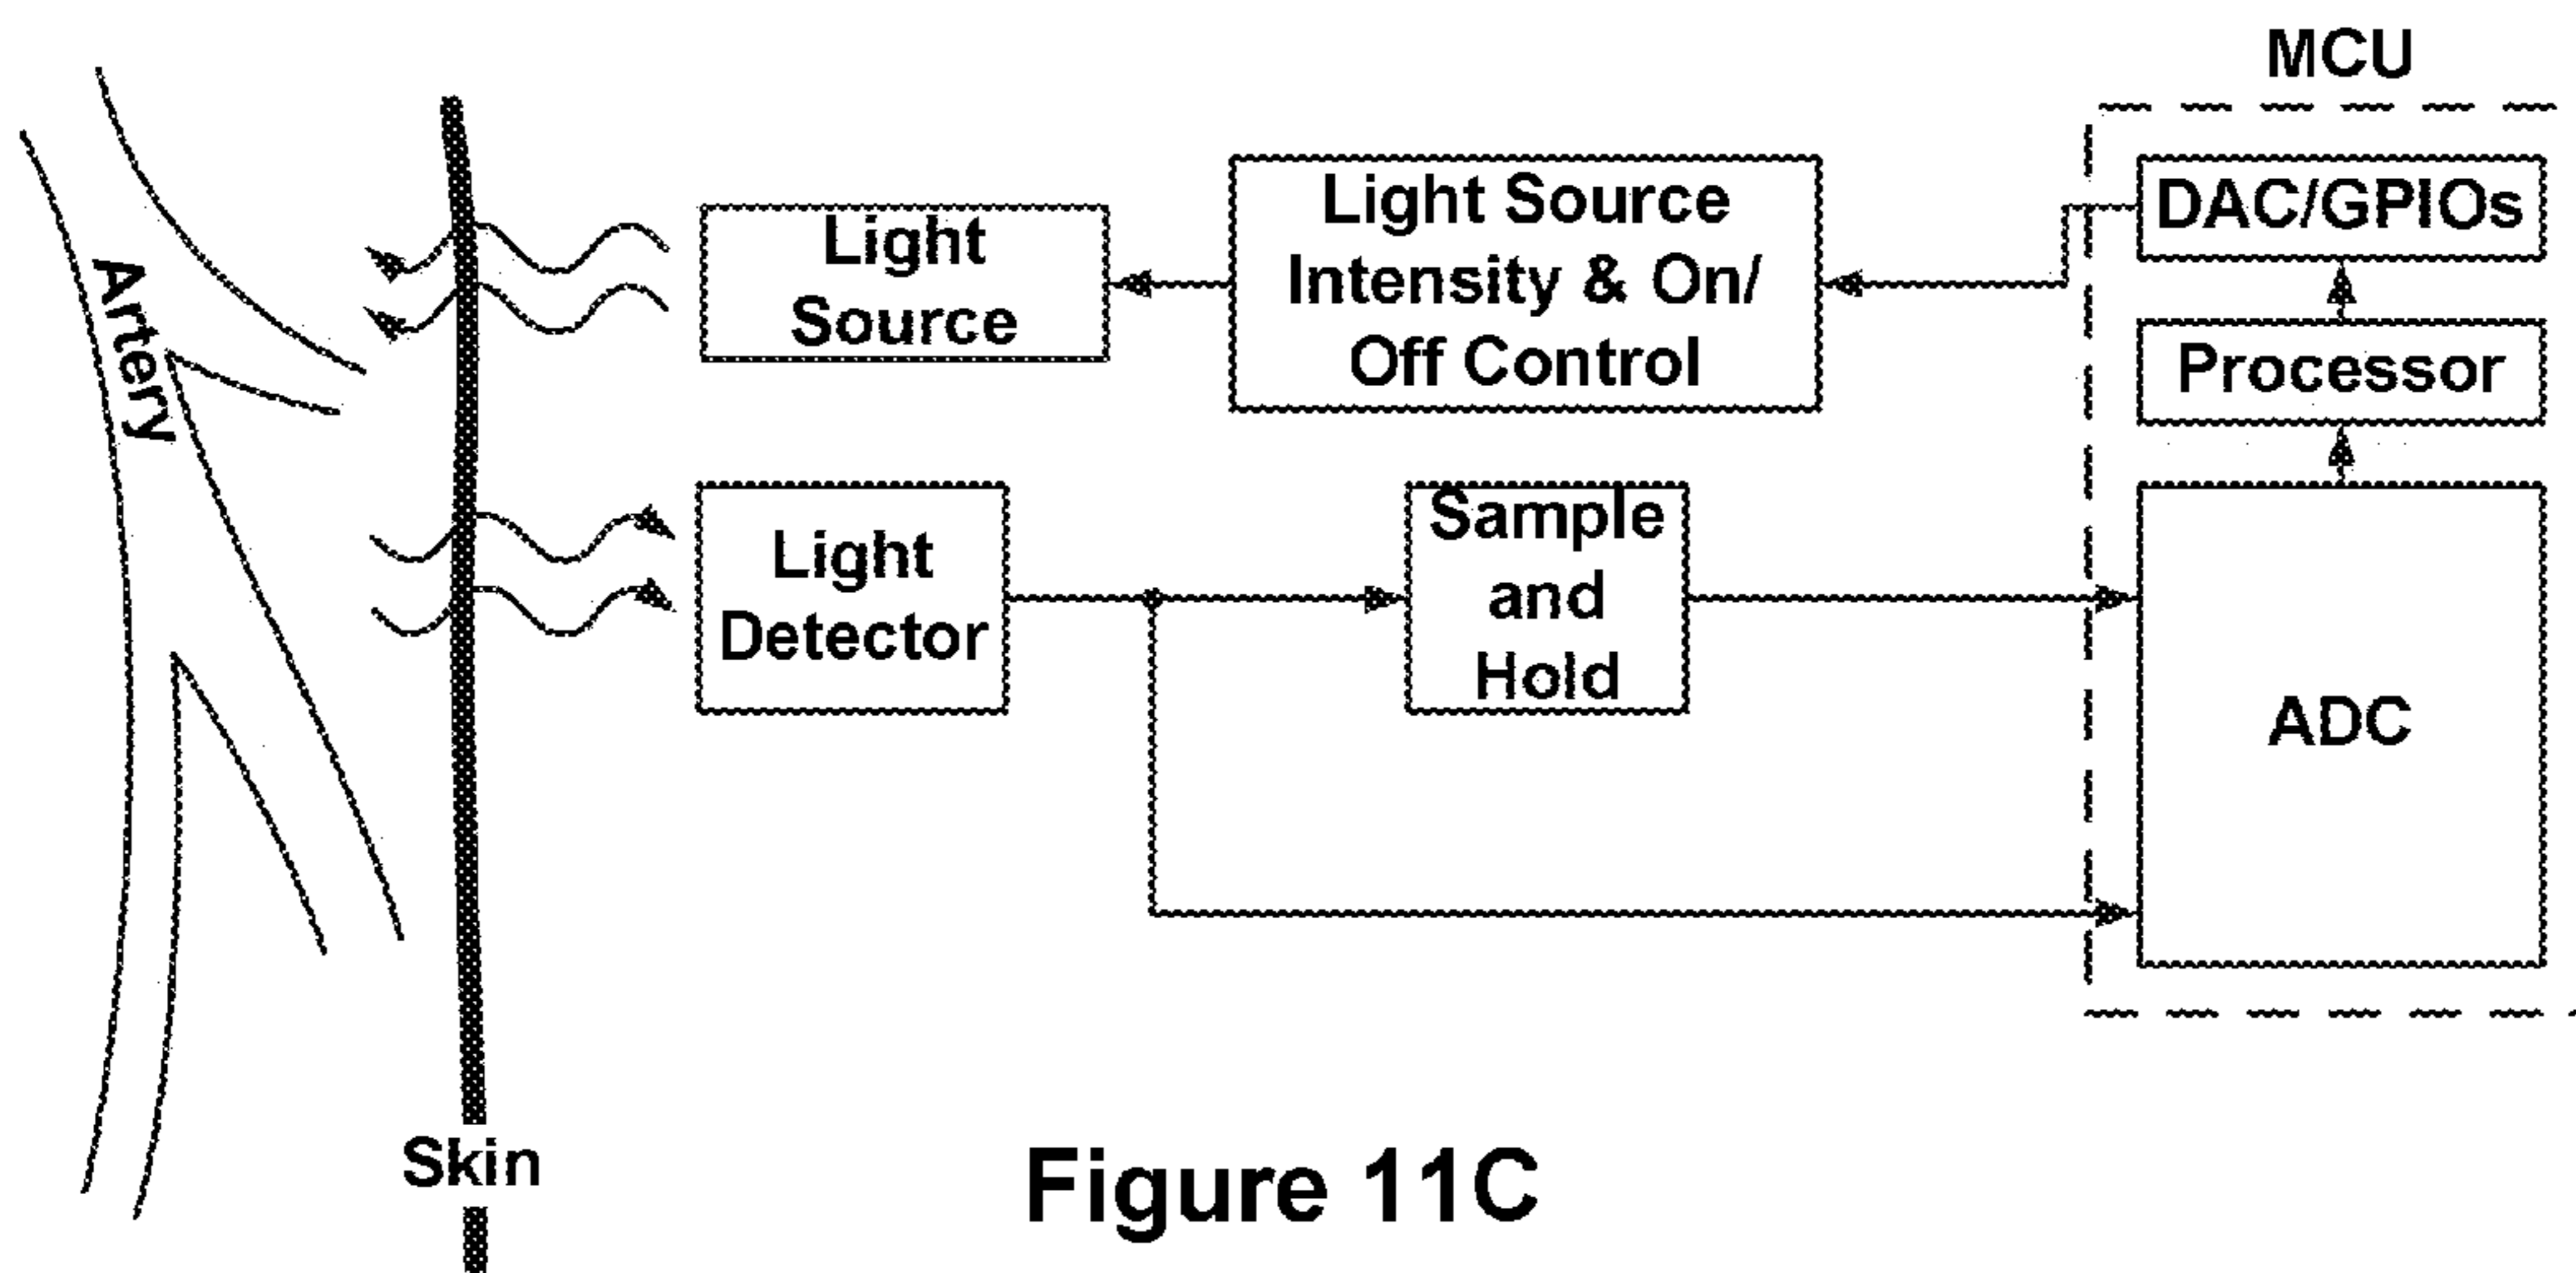 MCU
Artery
Light
Source
Light Source
Intensity & On/
Off Control
DAC/GPIOs
Processor
Light
Detector
Sample
and
Hold
ADC
Skin
Figure 11C